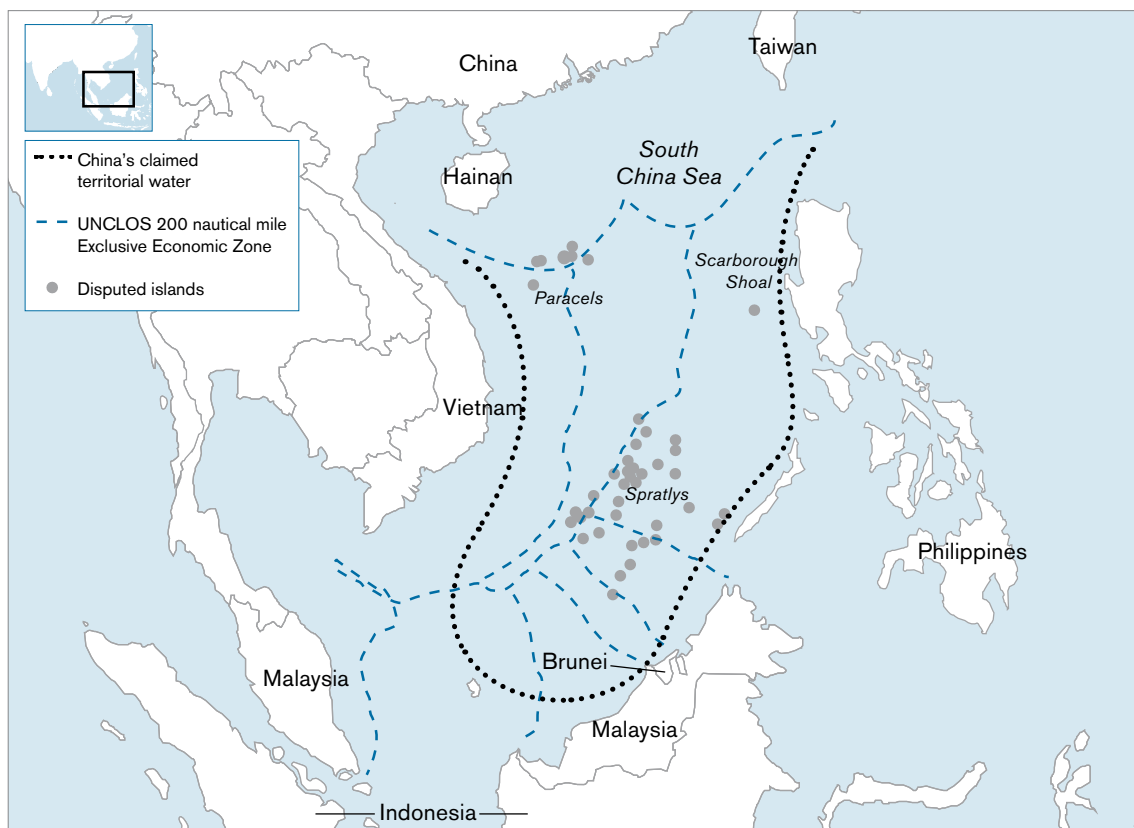 Taiwan
China
China's claimed
territorial water
UNCLOS 200 nautical mile
Exclusive Economic Zone
Disputed islands
South
China Sea
Hainan
Scarborough
Shoal
Paracels
Vietnam
Spratlys
Philippines
Brunei
Malaysia
Malaysia
Indonesia